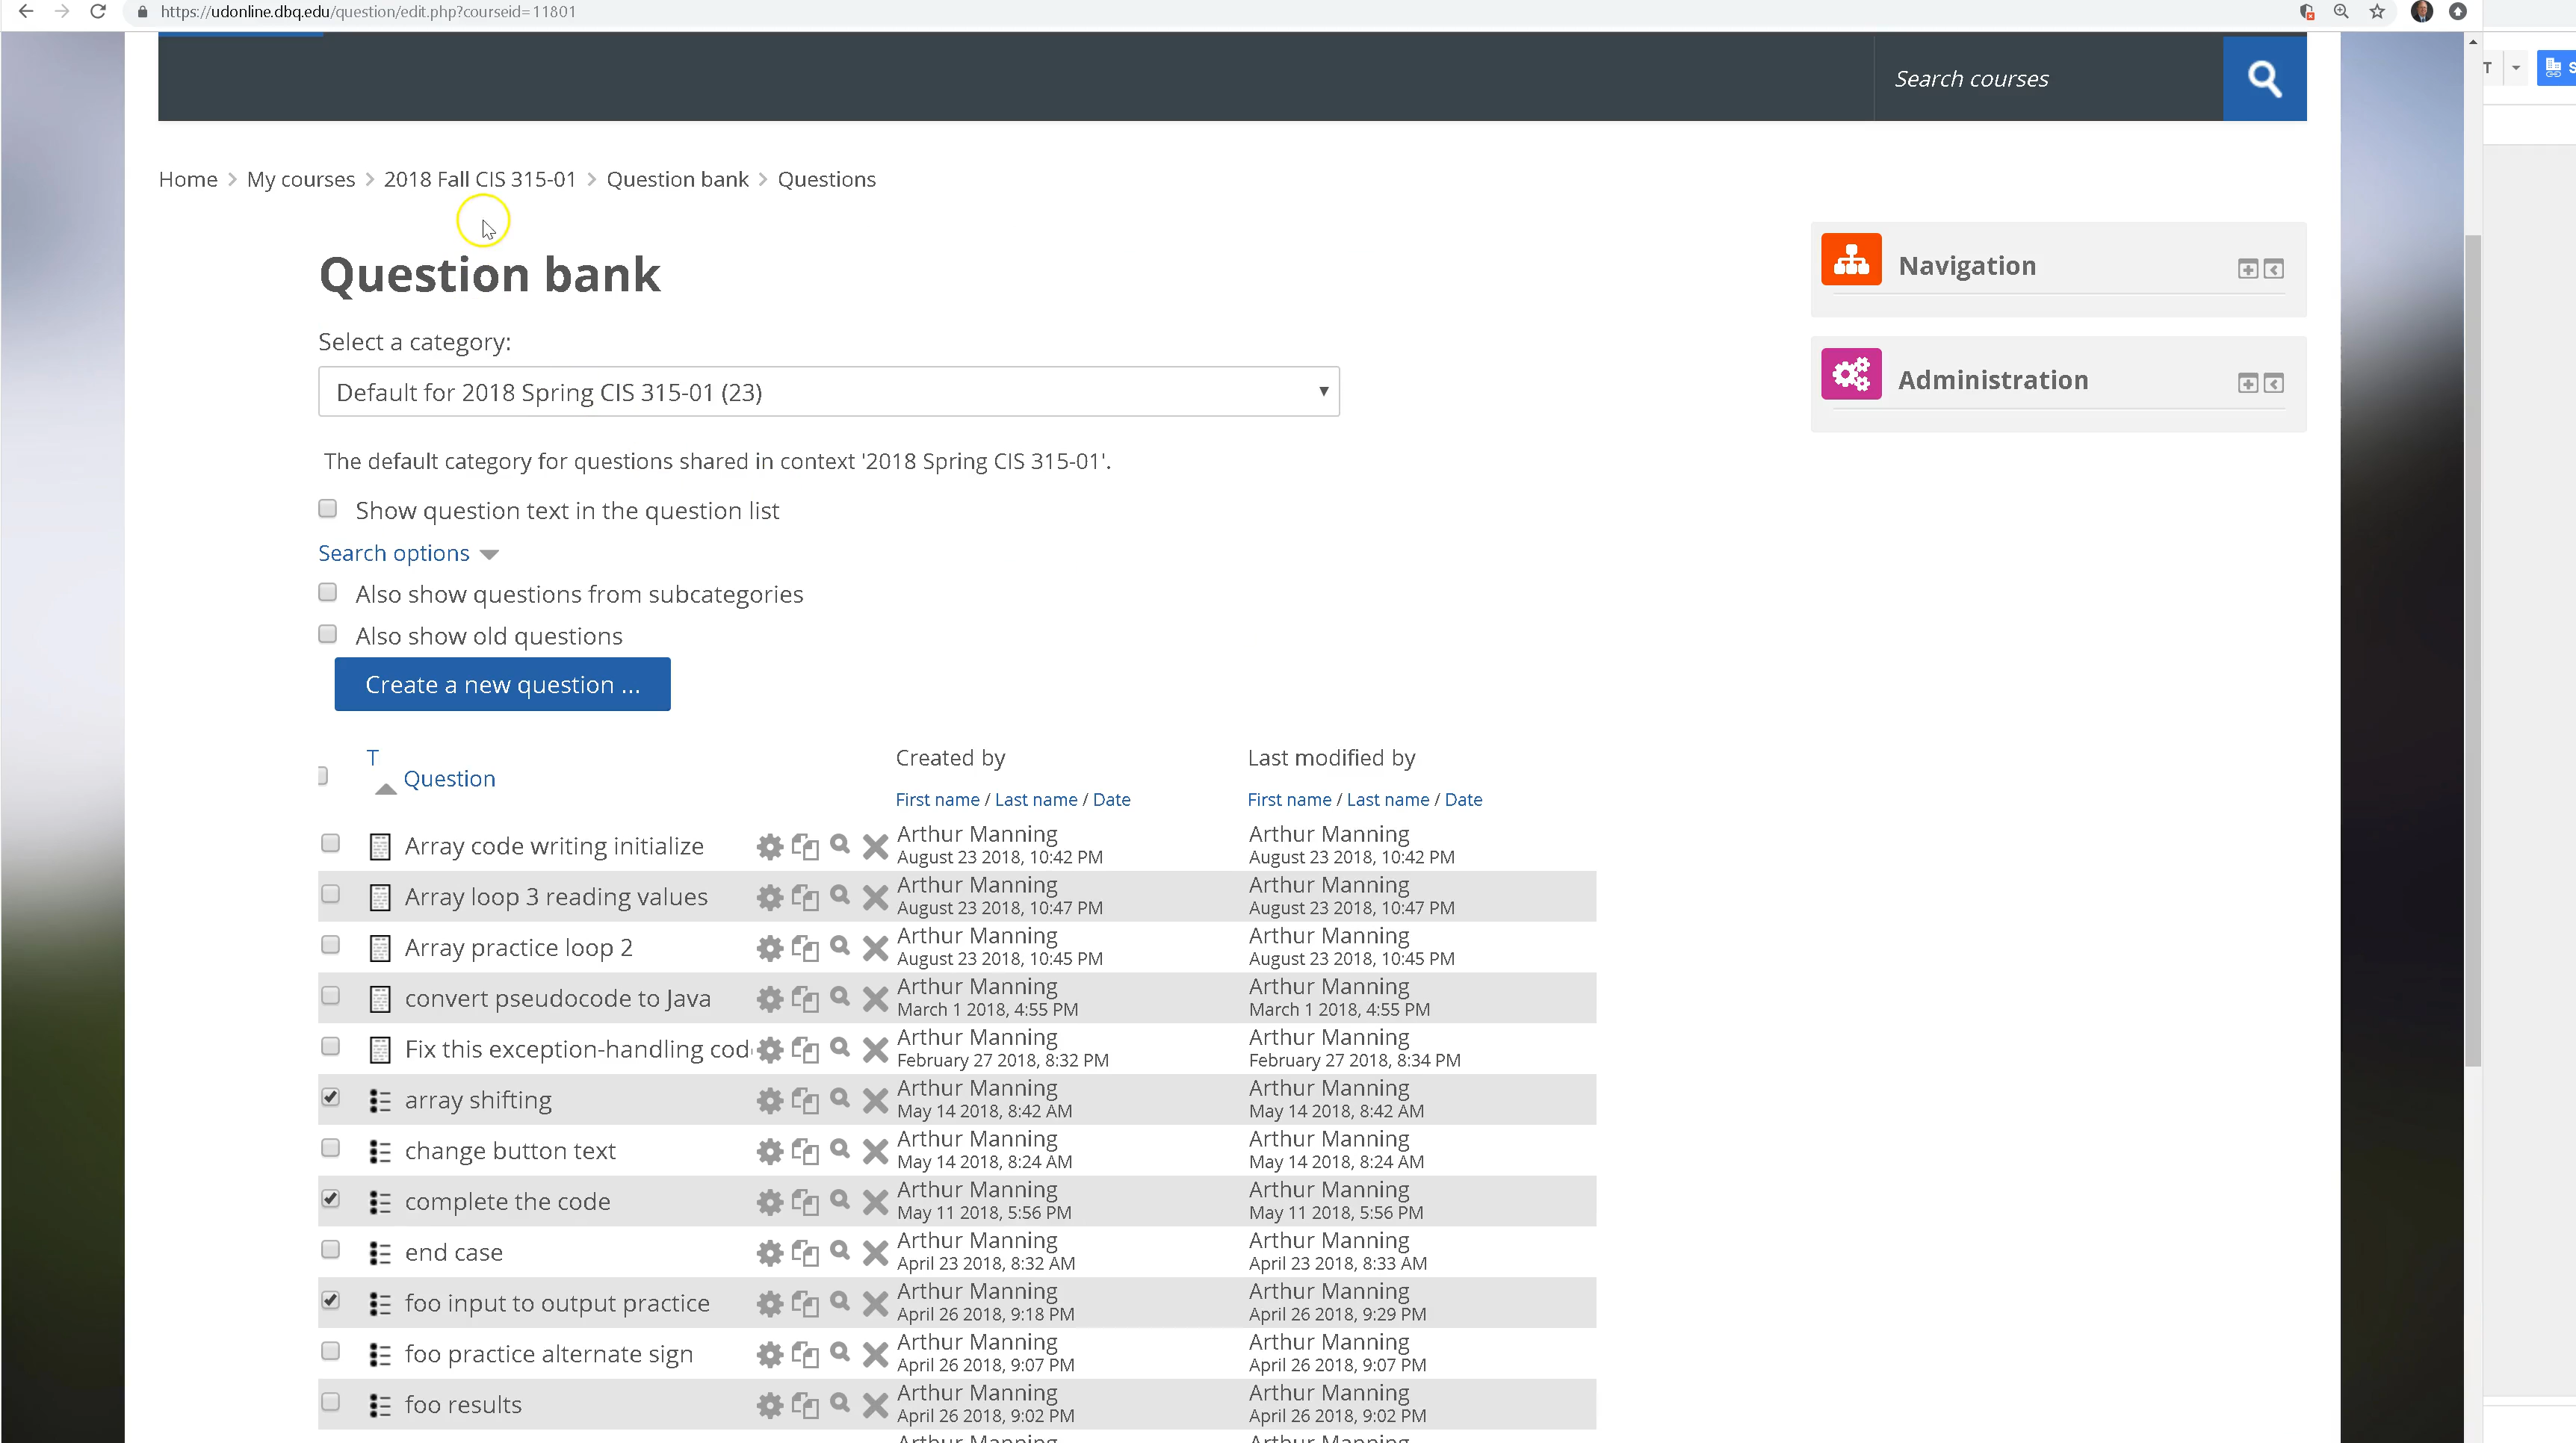 https://udonline.dbq.edu/question/edit.php?courseid=11801
T
S
Search courses
Home > My courses > 2018 Fall CIS 315-01 > Question bank > Questions
Question bank
Navigation
Select a category:
Administration
Default for 2018 Spring CIS 315-01 (23)
The default category for questions shared in context '2018 Spring CIS 315-01'.
Show question text in the question list
Search options
Also show questions from subcategories
Also show old questions
Create a new question ...
T
Question
Created by
First name / Last name / Date
Last modified by
First name / Last name / Date
Array code writing initialize
Arthur Manning
August 23 2018, 10:42 PM
Arthur Manning
August 23 2018, 10:42 PM
Array loop 3 reading values
Arthur Manning
August 23 2018, 10:47 PM
Arthur Manning
August 23 2018, 10:47 PM
Array practice loop 2
Arthur Manning
August 23 2018, 10:45 PM
Arthur Manning
August 23 2018, 10:45 PM
convert pseudocode to Java
Arthur Manning
March 1 2018, 4:55 PM
Arthur Manning
March 1 2018, 4:55 PM
Fix this exception-handling cod
Arthur Manning
February 27 2018, 8:32 PM
Arthur Manning
February 27 2018, 8:34 PM
array shifting
Arthur Manning
May 14 2018, 8:42 AM
Arthur Manning
May 14 2018, 8:42 AM
change button text
Arthur Manning
May 14 2018, 8:24 AM
Arthur Manning
May 14 2018, 8:24 AM
complete the code
Arthur Manning
May 11 2018, 5:56 PM
Arthur Manning
May 11 2018, 5:56 PM
end case
Arthur Manning
April 23 2018, 8:32 AM
Arthur Manning
April 23 2018, 8:33 AM
foo input to output practice
Arthur Manning
April 26 2018, 9:18 PM
Arthur Manning
April 26 2018, 9:29 PM
foo practice alternate sign
Arthur Manning
April 26 2018, 9:07 PM
Arthur Manning
April 26 2018, 9:07 PM
foo results
Arthur Manning
April 26 2018, 9:02 PM
Arthur Manning
April 26 2018, 9:02 PM
Arthur Manning
Arthur Manning